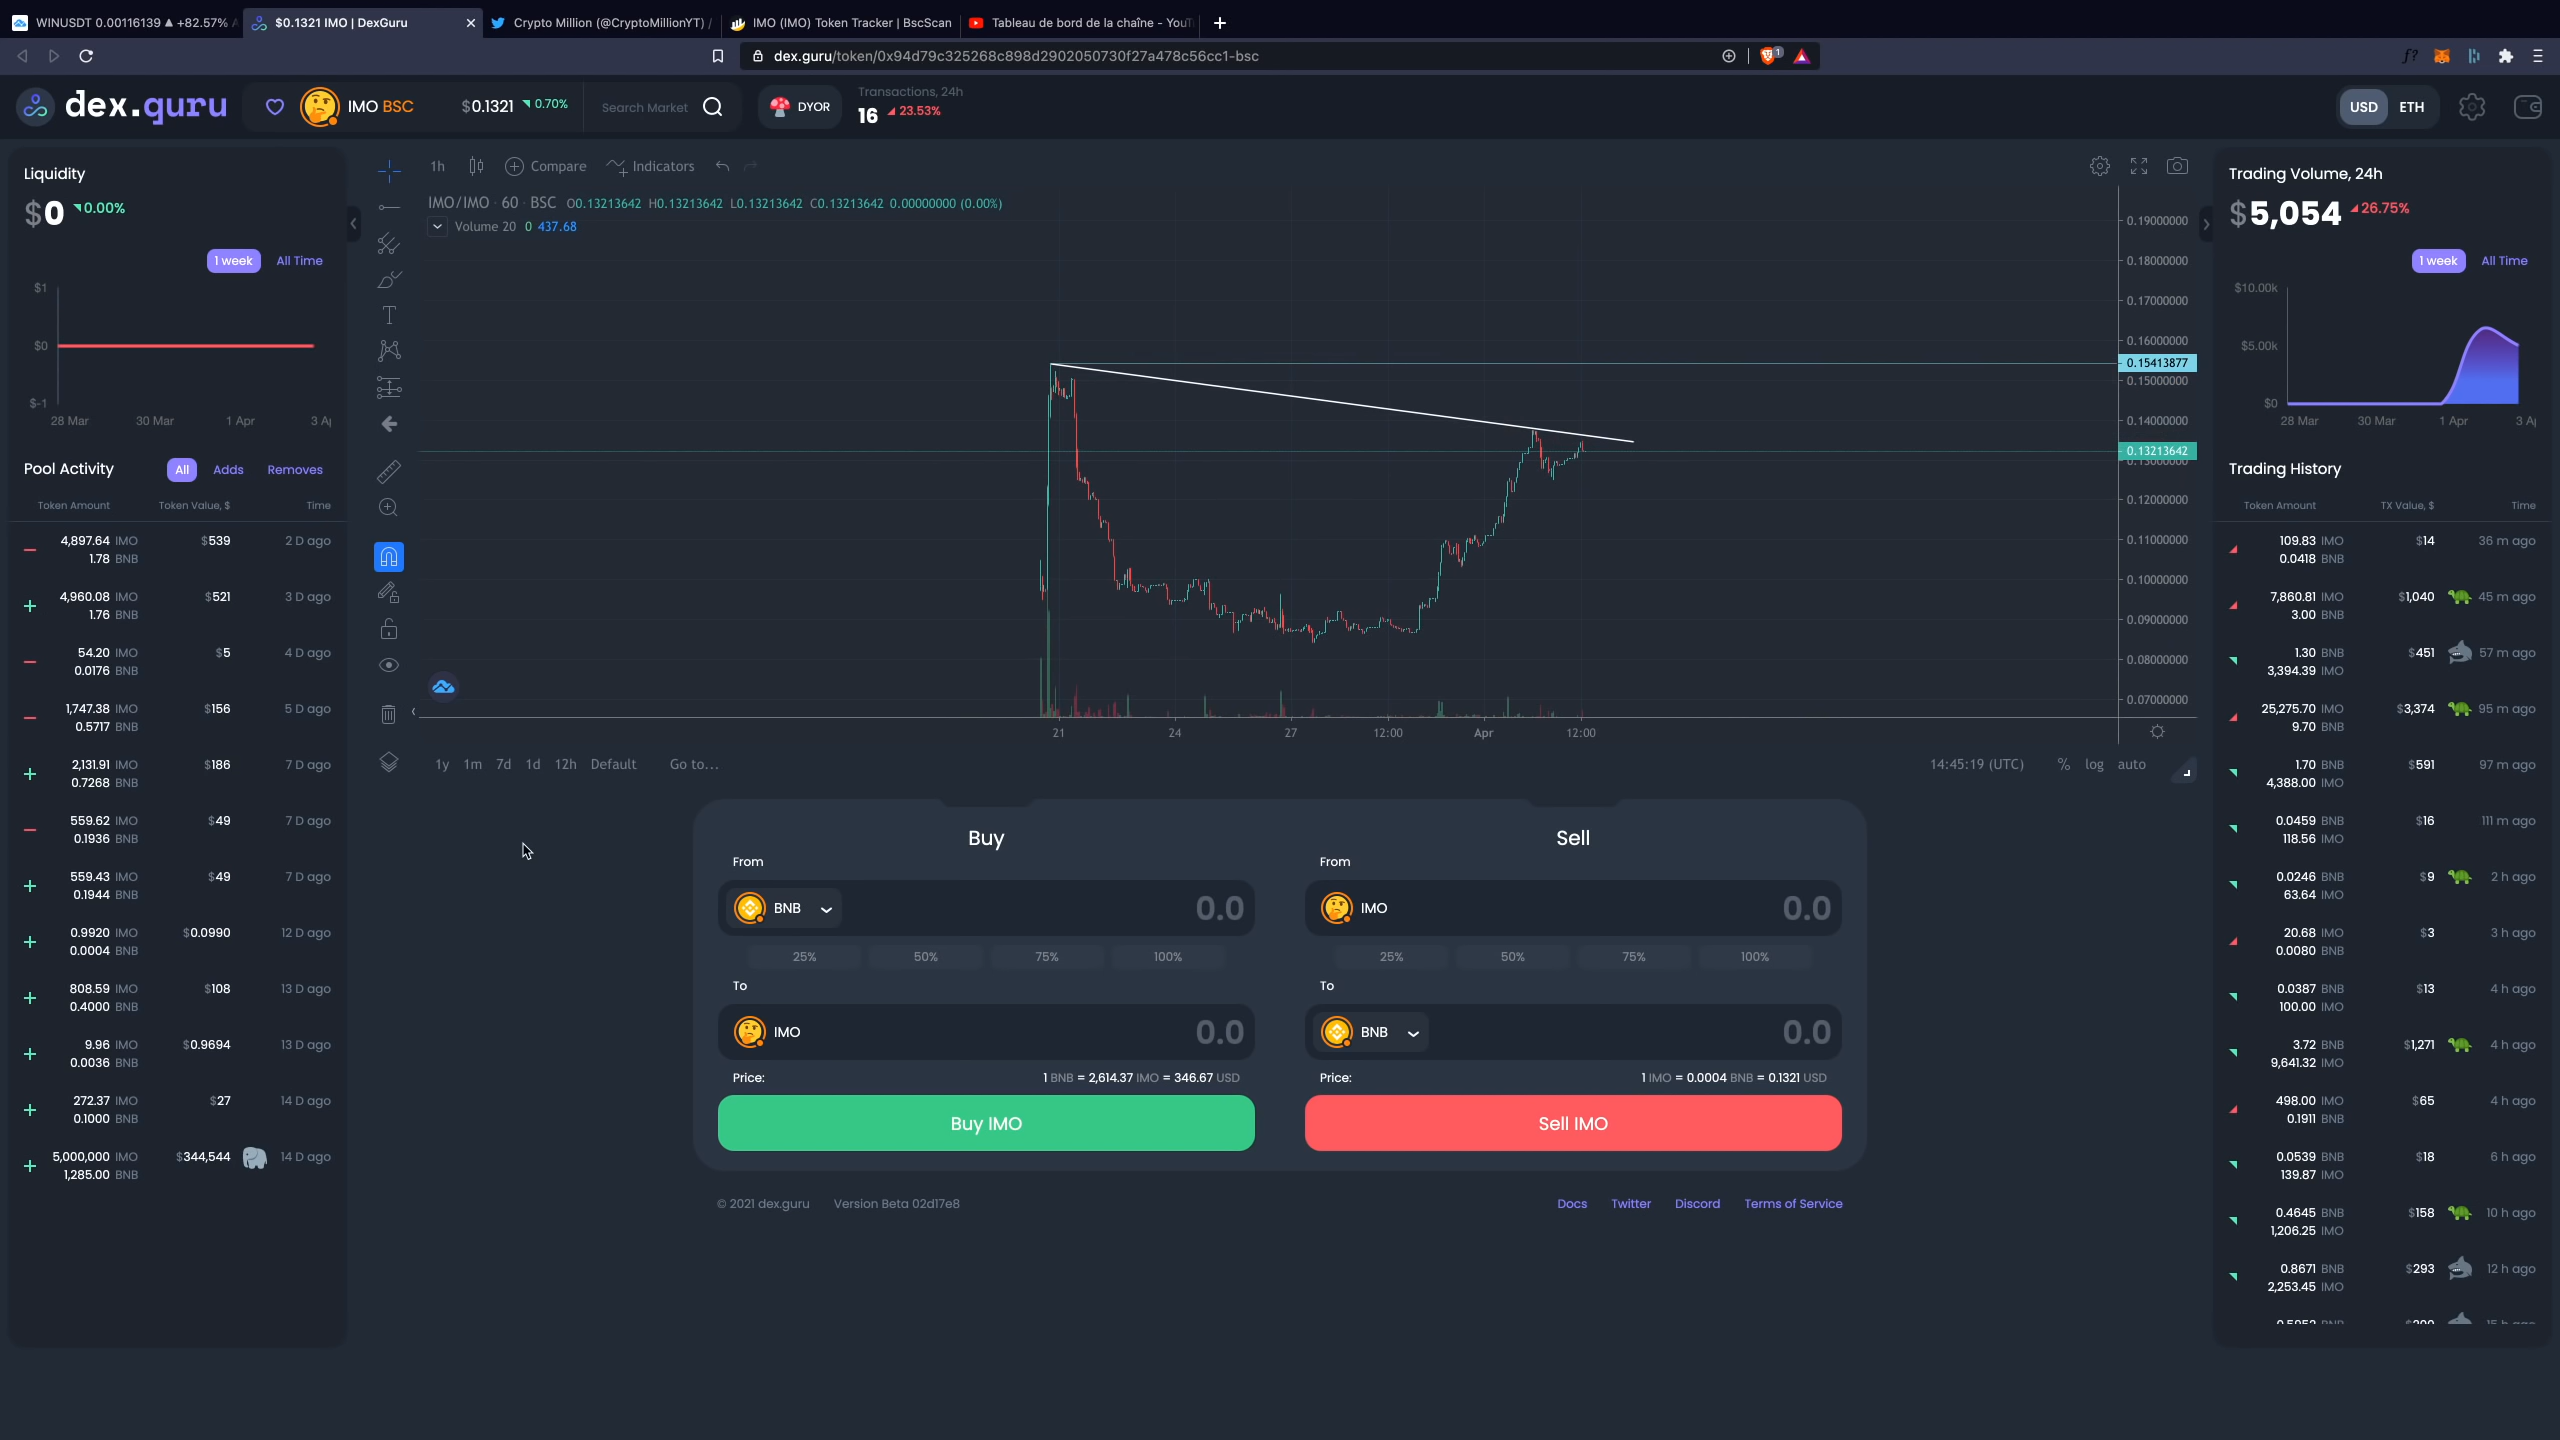 WINUSDT 0.00116139 ▲ +82.57%
$0.1321 IMO | DexGuru
Crypto Million (@CryptoMillionYT) /
IMO (IMO) Token Tracker | BscScan
Tableau de bord de la chaîne - YouT
dex.guru/token/0x94d79c325268c898d2902050730f27a478c56cc1-bsc
dex.guru
IMO BSC
$0.1321 0.70%
Search Market
DYOR
Transactions, 24h
16 23.53%
USD ETH
Liquidity
$0 0.00%
1 week All Time
$1
$0
$-1
28 Mar 30 Mar 1 Apr 3 A
Pool Activity All Adds Removes
Token Amount Token Value, $ Time
4,897.64 IMO $539 2 D ago
1.78 BNB
4,960.08 IMO $521 3 D ago
1.76 BNB
54.20 IMO $5 4 D ago
0.0176 BNB
1,747.38 IMO $156 5 D ago
0.5717 BNB
2,131.91 IMO $186 7 D ago
0.7268 BNB
559.62 IMO $49 7 D ago
0.1936 BNB
559.43 IMO $49 7 D ago
0.1944 BNB
0.9920 IMO $0.0990 12 D ago
0.0004 BNB
808.59 IMO $108 13 D ago
0.4000 BNB
9.96 IMO $0.9694 13 D ago
0.0036 BNB
272.37 IMO $27 14 D ago
0.1000 BNB
5,000,000 IMO $344,544 14 D ago
1,285.00 BNB
1h Compare Indicators
IMO/IMO · 60 · BSC O0.13213642 H0.13213642 L0.13213642 C0.13213642 0.00000000 (0.00%)
Volume 20 0 437.68
0.19000000
0.18000000
0.17000000
0.16000000
0.15413877
0.15000000
0.14000000
0.13213642
0.13000000
0.12000000
0.11000000
0.10000000
0.09000000
0.08000000
0.07000000
21 24 27 12:00 Apr 12:00
1y 1m 7d 1d 12h Default Go to... 14:45:19 (UTC) % log auto
Buy
From
BNB 0.0
25% 50% 75% 100%
To
IMO 0.0
Price: 1 BNB = 2,614.37 IMO = 346.67 USD
Buy IMO
Sell
From
IMO 0.0
25% 50% 75% 100%
To
BNB 0.0
Price: 1 IMO = 0.0004 BNB = 0.1321 USD
Sell IMO
© 2021 dex.guru Version Beta 02d17e8
Docs Twitter Discord Terms of Service
Trading Volume, 24h
$5,054 26.75%
1 week All Time
$10.00k
$5.00k
$0
28 Mar 30 Mar 1 Apr 3 A
Trading History
Token Amount TX Value, $ Time
109.83 IMO $14 36 m ago
0.0418 BNB
7,860.81 IMO $1,040 45 m ago
3.00 BNB
1.30 BNB $451 57 m ago
3,394.39 IMO
25,275.70 IMO $3,374 95 m ago
9.70 BNB
1.70 BNB $591 97 m ago
4,388.00 IMO
0.0459 BNB $16 111 m ago
118.56 IMO
0.0246 BNB $9 2 h ago
63.64 IMO
20.68 IMO $3 3 h ago
0.0080 BNB
0.0387 BNB $13 4 h ago
100.00 IMO
3.72 BNB $1,271 4 h ago
9,641.32 IMO
498.00 IMO $65 4 h ago
0.1911 BNB
0.0539 BNB $18 6 h ago
139.87 IMO
0.4645 BNB $158 10 h ago
1,206.25 IMO
0.8671 BNB $293 12 h ago
2,253.45 IMO